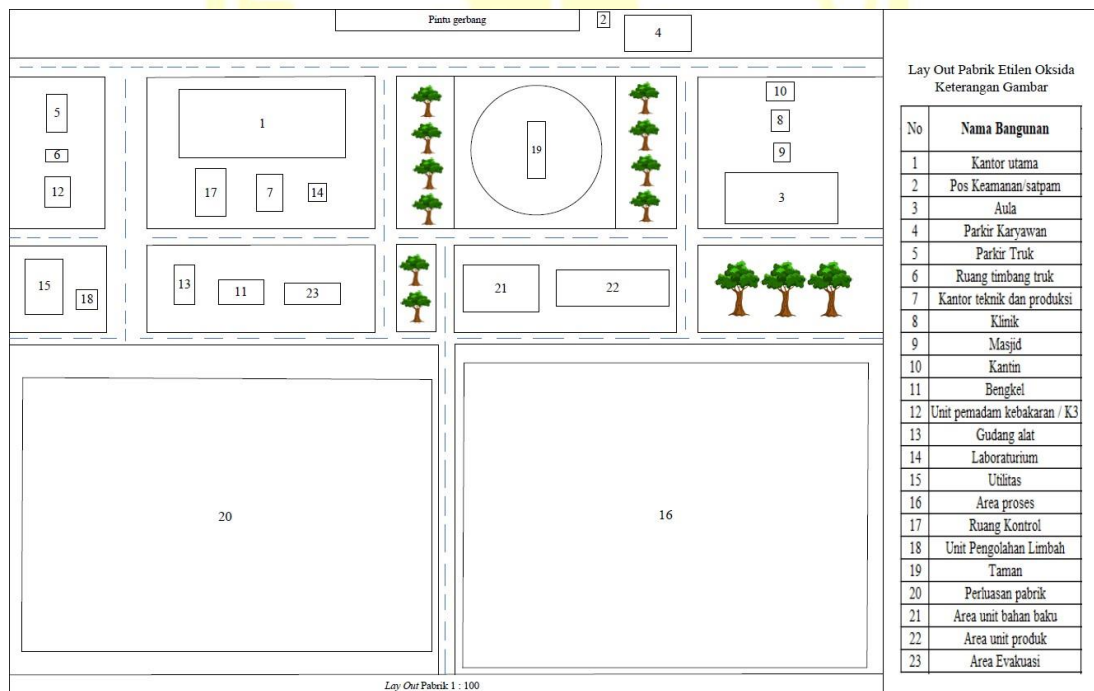 Pintu gerbang
2
4
5
6
12
1
17
7
14
19
10
8
9
3
15
18
13
11
23
21
22
20
16
Lay Out Pabrik 1 : 100
Lay Out Pabrik Etilen Oksida
Keterangan Gambar
No Nama Bangunan
1 Kantor utama
2 Pos Keamanan/satpam
3 Aula
4 Parkir Karyawan
5 Parkir Truk
6 Ruang timbang truk
7 Kantor teknik dan produksi
8 Klinik
9 Masjid
10 Kantin
11 Bengkel
12 Unit pemadam kebakaran / K3
13 Gudang alat
14 Laboraturium
15 Utilitas
16 Area proses
17 Ruang Kontrol
18 Unit Pengolahan Limbah
19 Taman
20 Perluasan pabrik
21 Area unit bahan baku
22 Area unit produk
23 Area Evakuasi